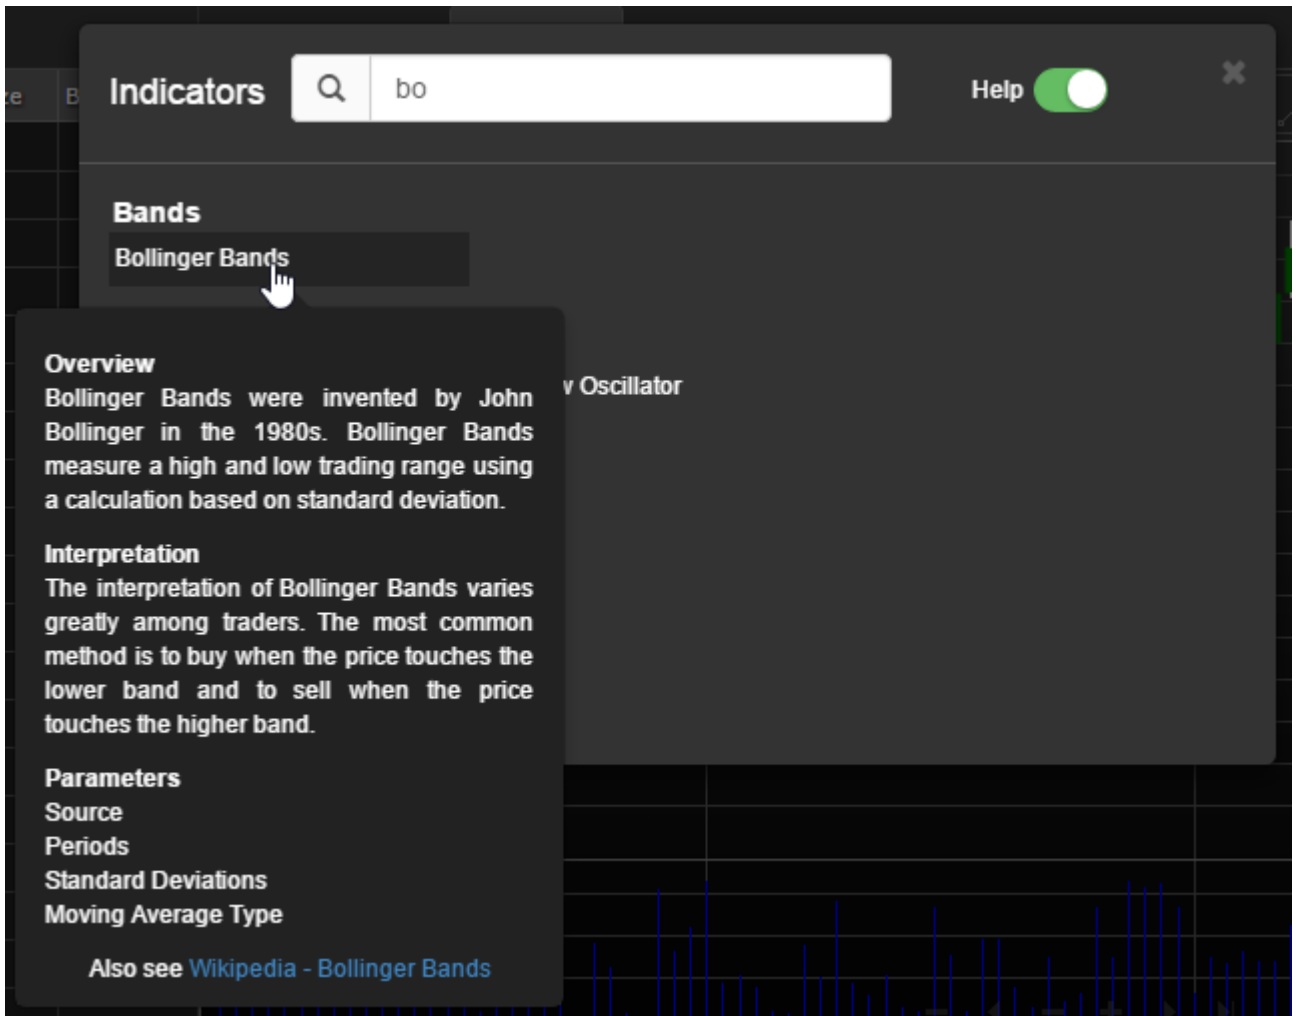 Indicators
bo
Help
B
Bands
Bollinger Bands
Oscillator
Overview
Bollinger Bands were invented by John
Bollinger in the 1980s. Bollinger Bands
measure a high and low trading range using
a calculation based on standard deviation.
Interpretation
The interpretation of Bollinger Bands varies
greatly among traders. The most common
method is to buy when the price touches the
lower band and to sell when the price
touches the higher band.
Parameters
Source
Periods
Standard Deviations
Moving Average Type
Also see Wikipedia - Bollinger Bands